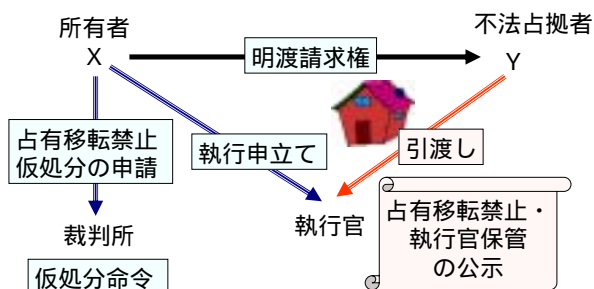 所有者
X
不法占拠者
Y
明渡請求権
占有移転禁止
仮処分の申請
執行申立て
引渡し
裁判所
仮処分命令
執行官
占有移転禁止・
執行官保管
の公示